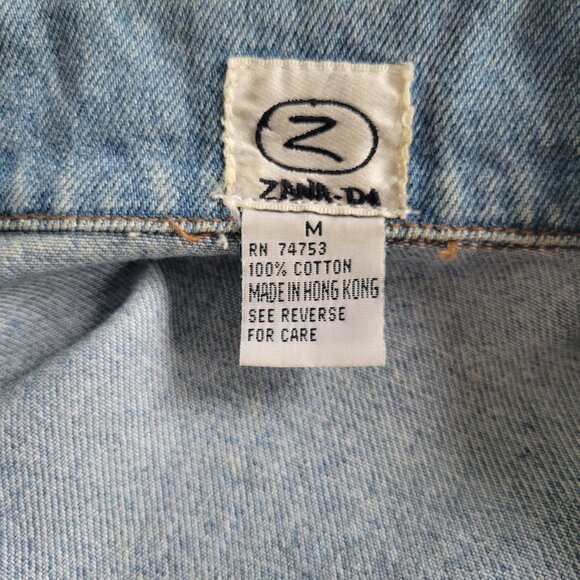 Z
ZANA-DI
M
RN 74753
100% COTTON
MADE IN HONG KONG
SEE REVERSE
FOR CARE